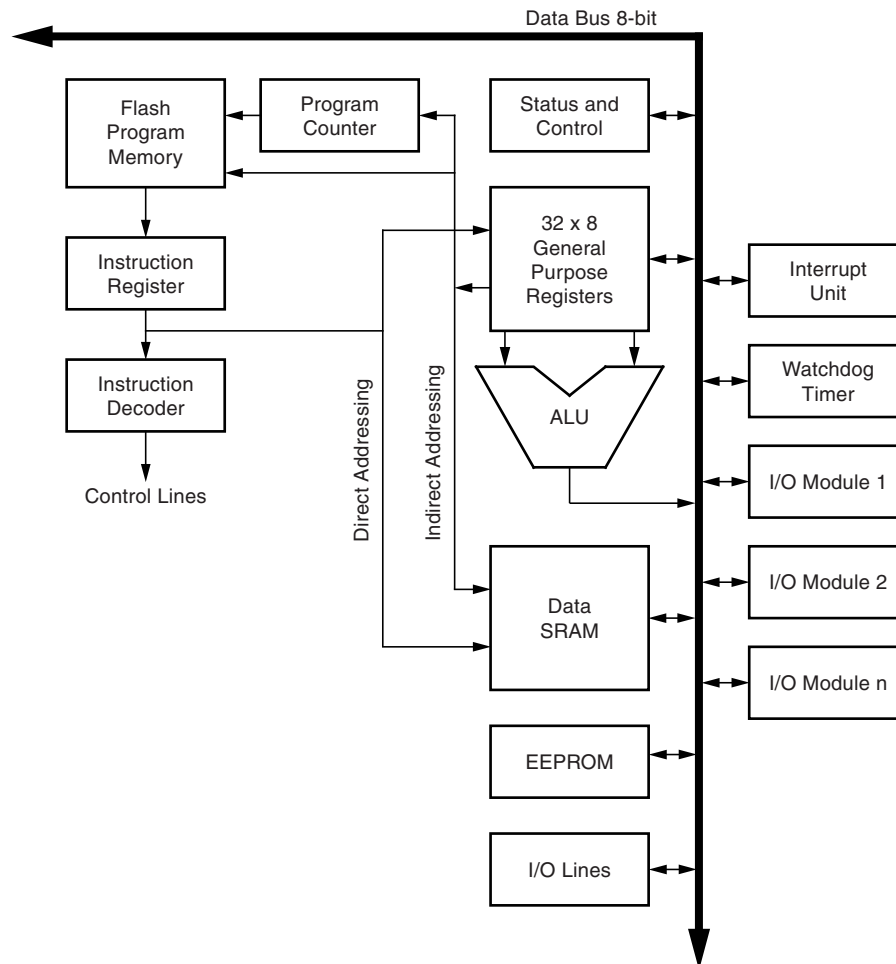 Data Bus 8-bit
Flash
Program
Memory
Program
Counter
Status and
Control
32 x 8
General
Purpose
Registers
Instruction
Register
Interrupt
Unit
Instruction
Decoder
Watchdog
Timer
ALU
Control Lines
Direct Addressing
Indirect Addressing
I/O Module 1
Data
SRAM
I/O Module 2
I/O Module n
EEPROM
I/O Lines